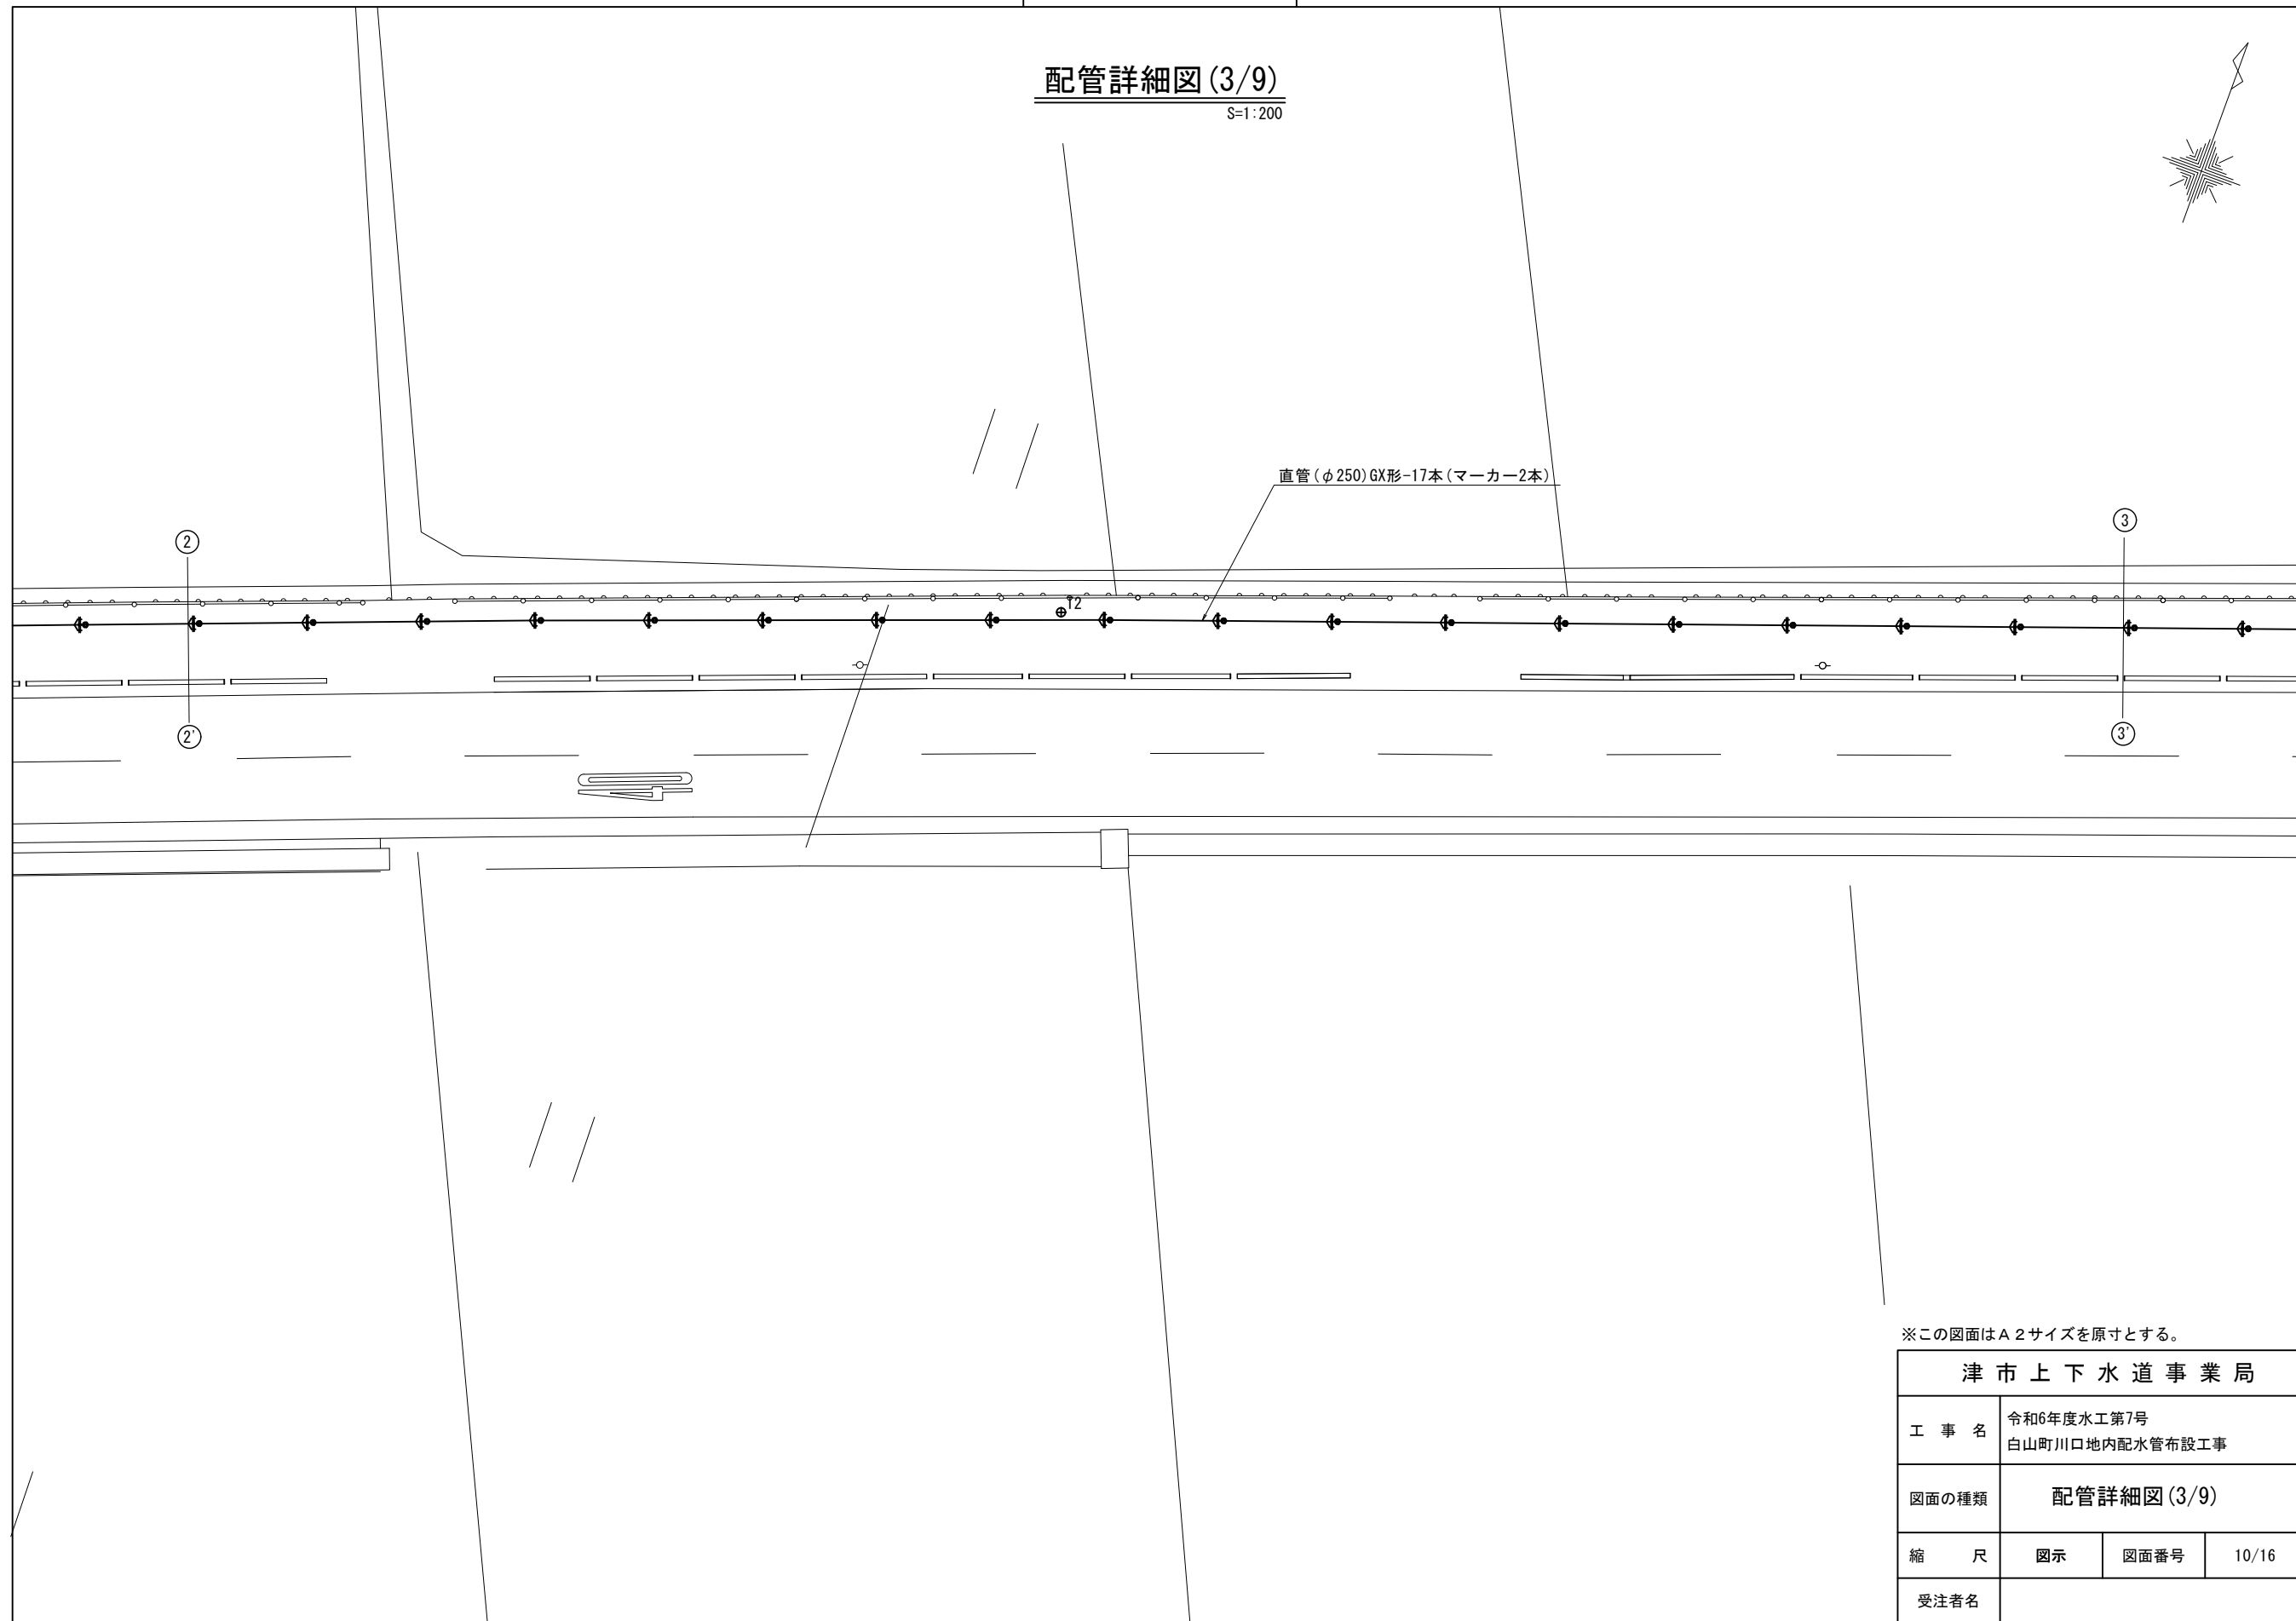 配管詳細図(3/9)
S=1:200
直管(φ250)GX形-17本(マーカー2本)
2
3
T2
2'
3'
※この図面はA2サイズを原寸とする。
津市上下水道事業局
工事名
令和6年度水工第7号
白山町川口地内配水管布設工事
図面の種類
配管詳細図(3/9)
縮尺
図示
図面番号
10/16
受注者名